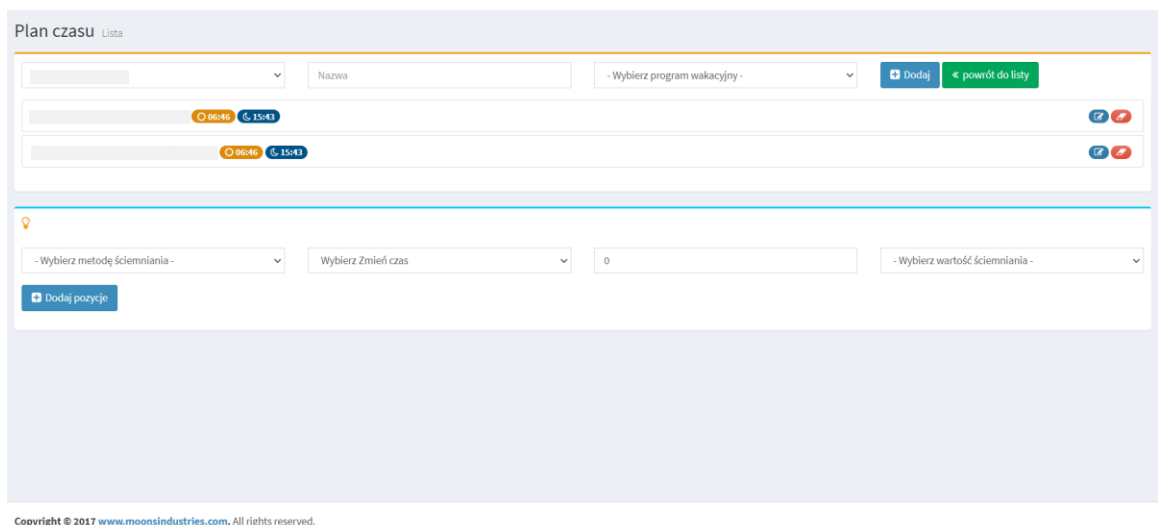 Plan czasu Lista
Nazwa - Wybierz program wakacyjny - Dodaj « powrót do listy
06:46 15:43
06:46 15:43
- Wybierz metodę ściemniania - Wybierz Zmień czas 0 - Wybierz wartość ściemniania -
Dodaj pozycje
Copyright © 2017 www.moonsindustries.com. All rights reserved.